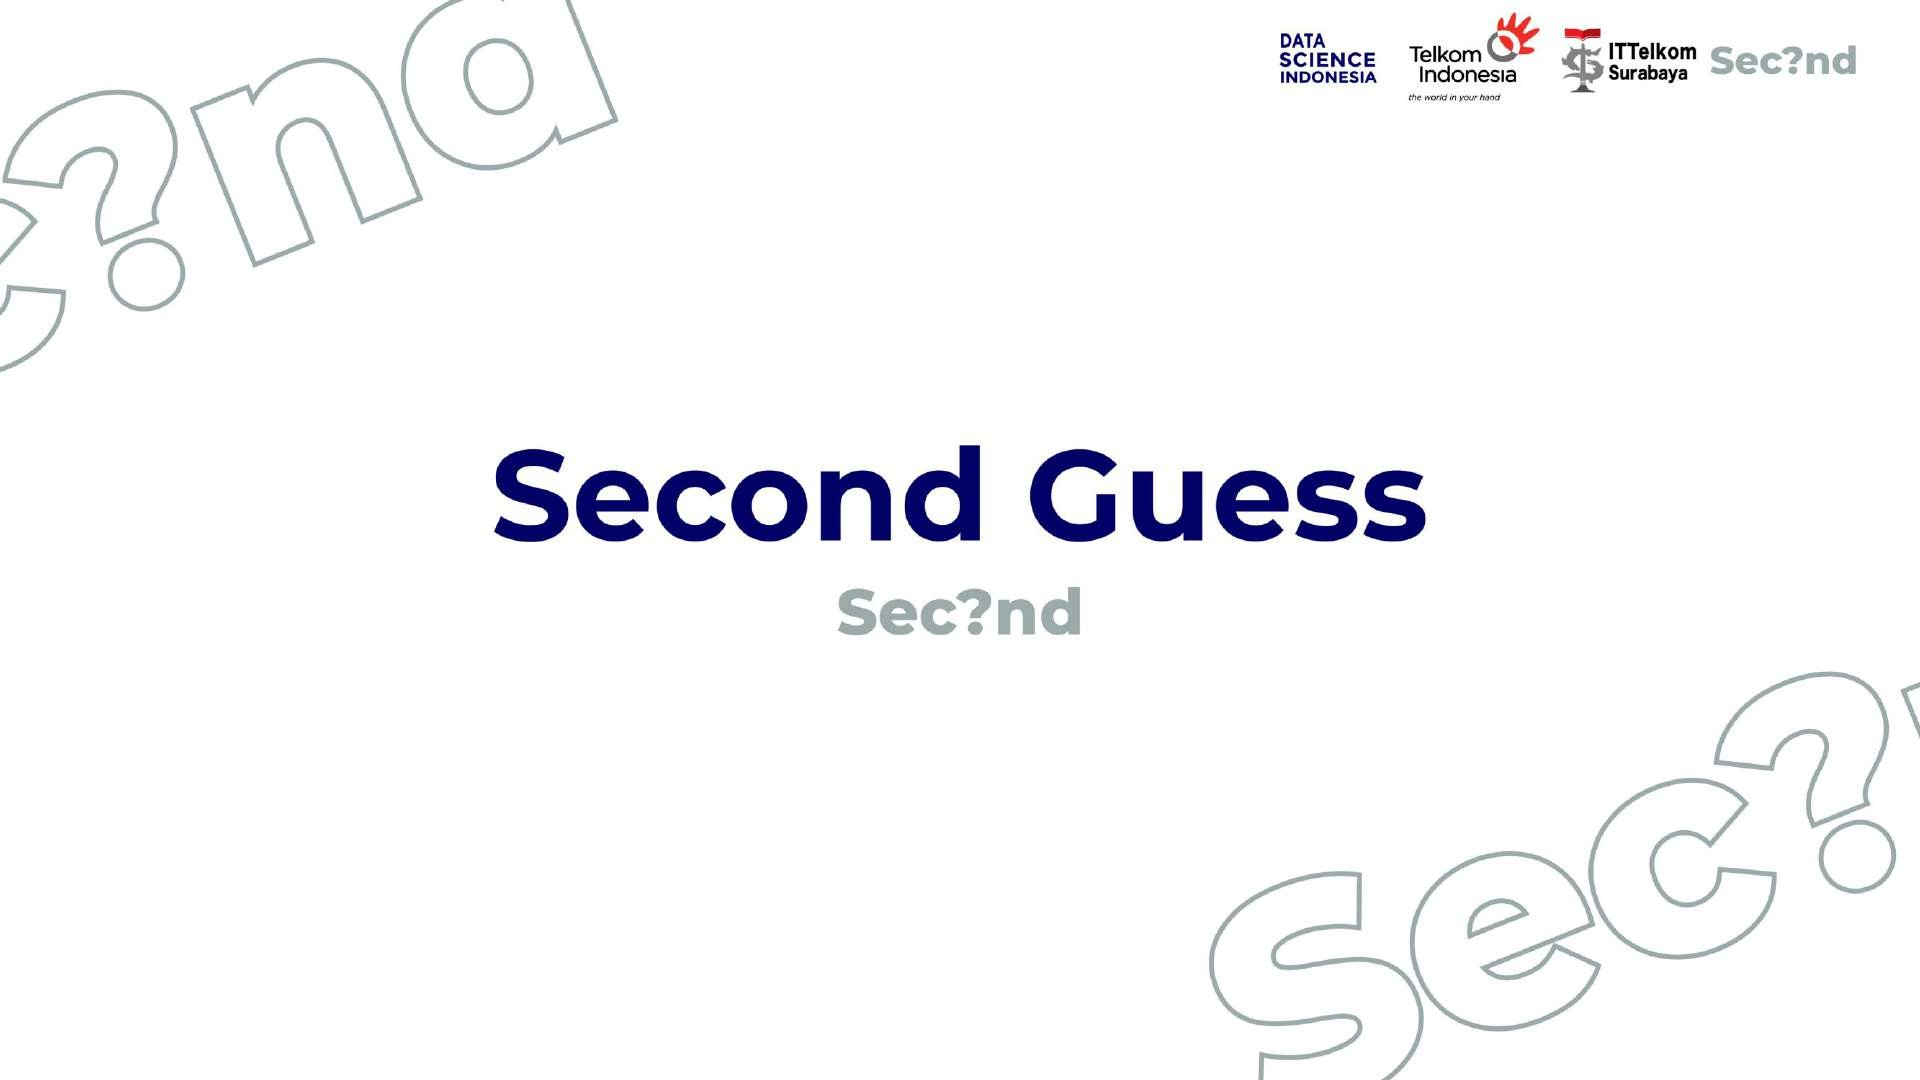 c?nd
DATA
SCIENCE
INDONESIA
Telkom
Indonesia
the world in your hand
ITTelkom
Surabaya
Sec?nd
Second Guess
Sec?nd
Sec?